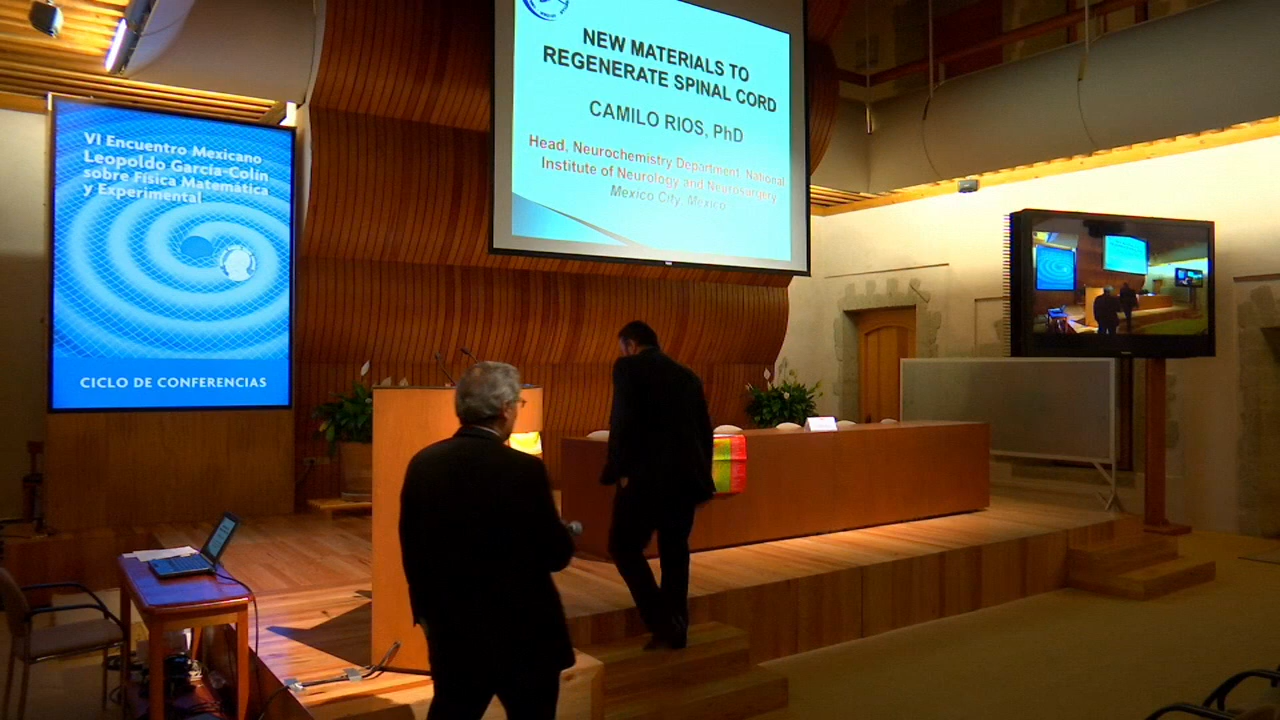 VI Encuentro Mexicano
Leopoldo García-Colín
sobre Física Matemática
y Experimental
CICLO DE CONFERENCIAS
NEW MATERIALS TO
REGENERATE SPINAL CORD
CAMILO RIOS, PhD
Head, Neurochemistry Department, National
Institute of Neurology and Neurosurgery,
Mexico City, Mexico